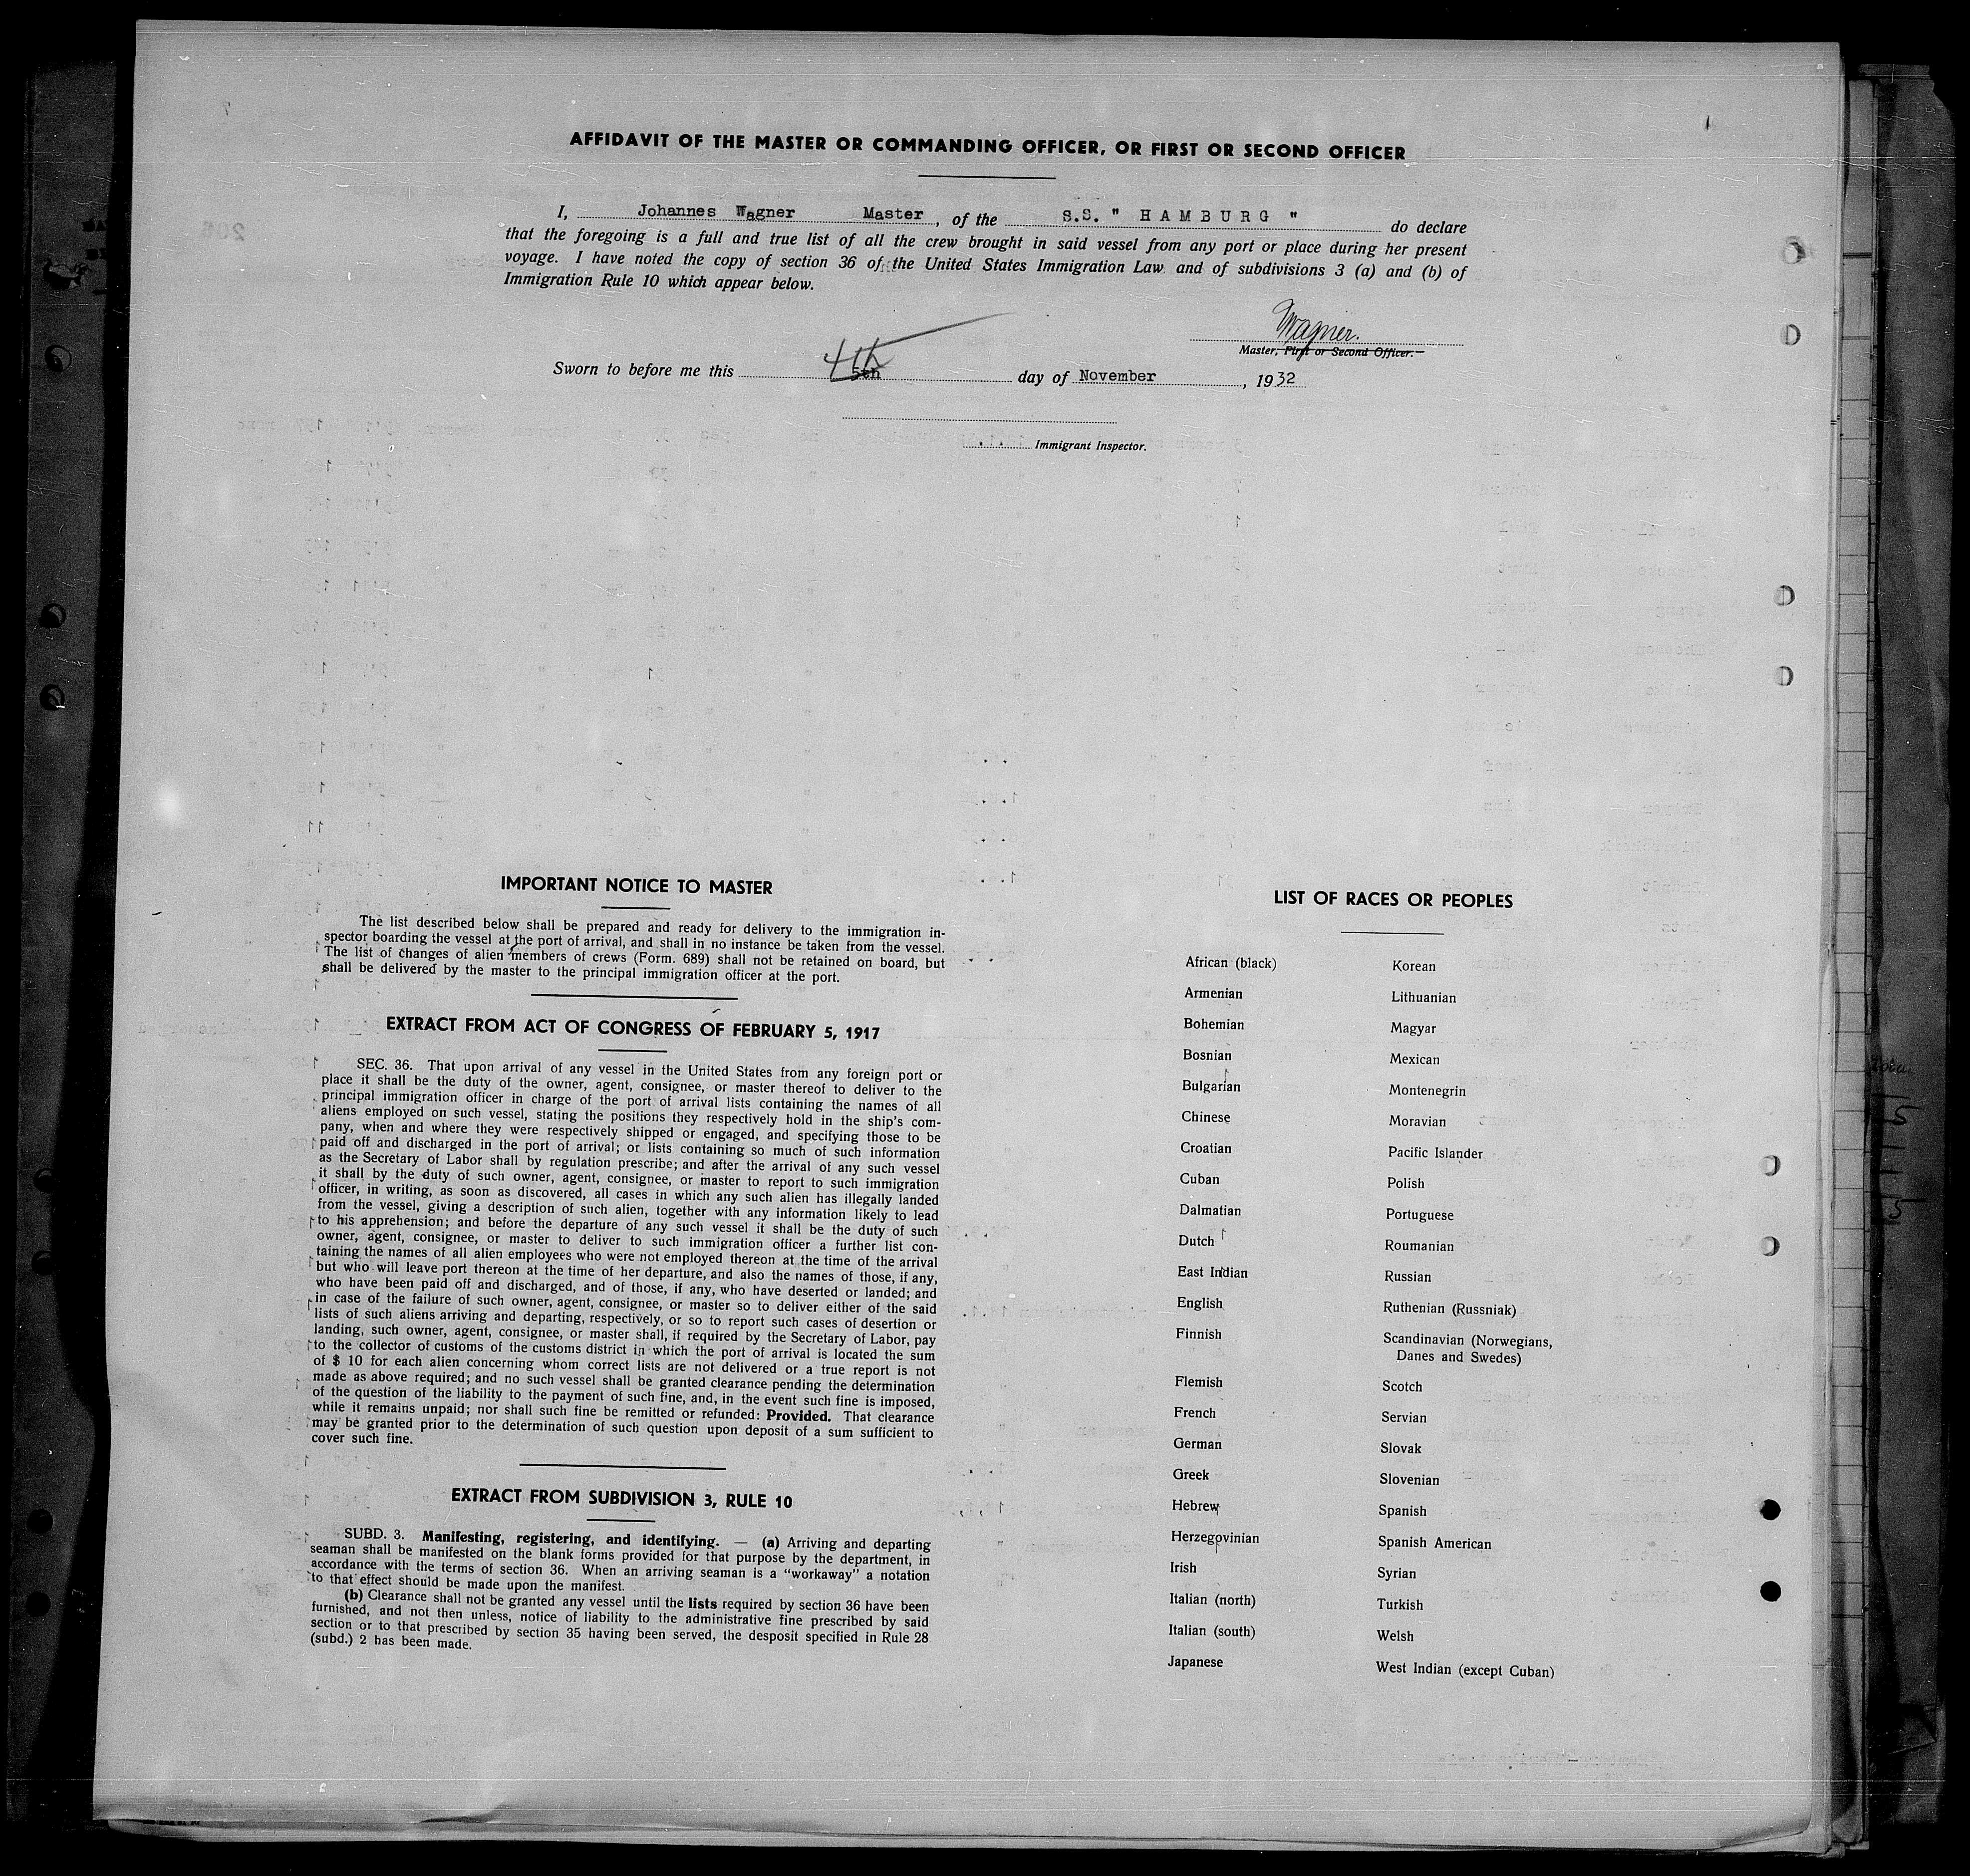 AFFIDAVIT OF THE MASTER OR COMMANDING OFFICER, OR FIRST OR SECOND OFFICER
I, Johannes Wagner Master, of the S.S. " HAMBURG " do declare
that the foregoing is a full and true list of all the crew brought in said vessel from any port or place during her present
voyage. I have noted the copy of section 36 of the United States Immigration Law and of subdivisions 3 (a) and (b) of
Immigration Rule 10 which appear below.
Wagner.
Master, First or Second Officer.
Sworn to before me this 4th 5th day of November, 1932
Immigrant Inspector.
IMPORTANT NOTICE TO MASTER
The list described below shall be prepared and ready for delivery to the immigration in-
spector boarding the vessel at the port of arrival, and shall in no instance be taken from the vessel.
The list of changes of alien members of crews (Form. 689) shall not be retained on board, but
shall be delivered by the master to the principal immigration officer at the port.
EXTRACT FROM ACT OF CONGRESS OF FEBRUARY 5, 1917
SEC. 36. That upon arrival of any vessel in the United States from any foreign port or
place it shall be the duty of the owner, agent, consignee, or master thereof to deliver to the
principal immigration officer in charge of the port of arrival lists containing the names of all
aliens employed on such vessel, stating the positions they respectively hold in the ship's com-
pany, when and where they were respectively shipped or engaged, and specifying those to be
paid off and discharged in the port of arrival; or lists containing so much of such information
as the Secretary of Labor shall by regulation prescribe; and after the arrival of any such vessel
it shall by the duty of such owner, agent, consignee, or master to report to such immigration
officer, in writing, as soon as discovered, all cases in which any such alien has illegally landed
from the vessel, giving a description of such alien, together with any information likely to lead
to his apprehension; and before the departure of any such vessel it shall be the duty of such
owner, agent, consignee, or master to deliver to such immigration officer a further list con-
taining the names of all alien employees who were not employed thereon at the time of the arrival
but who will leave port thereon at the time of her departure, and also the names of those, if any,
who have been paid off and discharged, and of those, if any, who have deserted or landed; and
in case of the failure of such owner, agent, consignee, or master so to deliver either of the said
lists of such aliens arriving and departing, respectively, or so to report such cases of desertion or
landing, such owner, agent, consignee, or master shall, if required by the Secretary of Labor, pay
to the collector of customs of the customs district in which the port of arrival is located the sum
of $ 10 for each alien concerning whom correct lists are not delivered or a true report is not
made as above required; and no such vessel shall be granted clearance pending the determination
of the question of the liability to the payment of such fine, and, in the event such fine is imposed,
while it remains unpaid; nor shall such fine be remitted or refunded: Provided. That clearance
may be granted prior to the determination of such question upon deposit of a sum sufficient to
cover such fine.
EXTRACT FROM SUBDIVISION 3, RULE 10
SUBD. 3. Manifesting, registering, and identifying. — (a) Arriving and departing
seaman shall be manifested on the blank forms provided for that purpose by the department, in
accordance with the terms of section 36. When an arriving seaman is a "workaway" a notation
to that effect should be made upon the manifest.
(b) Clearance shall not be granted any vessel until the lists required by section 36 have been
furnished, and not then unless, notice of liability to the administrative fine prescribed by said
section or to that prescribed by section 35 having been served, the desposit specified in Rule 28
(subd.) 2 has been made.
LIST OF RACES OR PEOPLES
African (black)
Armenian
Bohemian
Bosnian
Bulgarian
Chinese
Croatian
Cuban
Dalmatian
Dutch
East Indian
English
Finnish
Flemish
French
German
Greek
Hebrew
Herzegovinian
Irish
Italian (north)
Italian (south)
Japanese
Korean
Lithuanian
Magyar
Mexican
Montenegrin
Moravian
Pacific Islander
Polish
Portuguese
Roumanian
Russian
Ruthenian (Russniak)
Scandinavian (Norwegians,
Danes and Swedes)
Scotch
Servian
Slovak
Slovenian
Spanish
Spanish American
Syrian
Turkish
Welsh
West Indian (except Cuban)